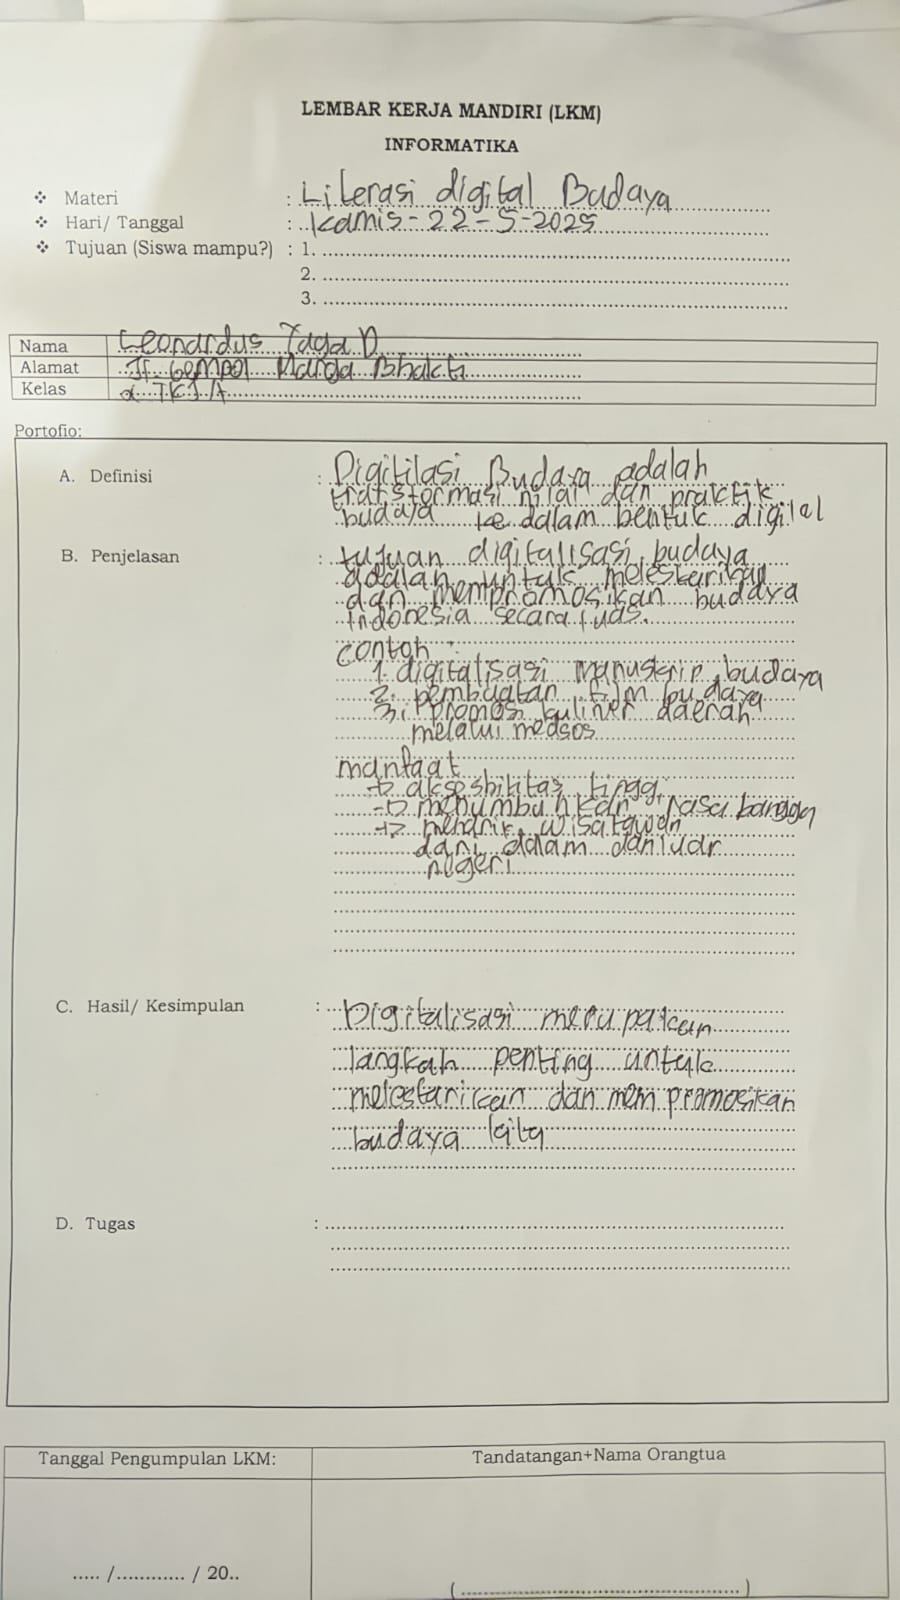 LEMBAR KERJA MANDIRI (LKM)
INFORMATIKA
❖ Materi : Literasi digital Budaya
❖ Hari/ Tanggal : Kamis-22-5-2025
❖ Tujuan (Siswa mampu?) : 1.
2.
3.
Nama Leonardus Yaga D
Alamat Jl. Gempol Marga Bhakti
Kelas TKJ A
Portofio:
A. Definisi : Digitilasi Budaya adalah
tratsformasi nilai dan praktik
budaya ke dalam bentuk digital
B. Penjelasan : tujuan digitalisasi budaya
adalah untuk melestarikan
dan mempromosikan budaya
indonesia secara luas.
contoh :
1. digitalisasi manuskrip budaya
2. pembuatan film budaya
3. promosi kuliner daerah
melalui medsos
manfaat
→ aksesbilitas tinggi
→ menumbuhkan rasa bangga
→ menarik wisatawan
dari dalam dan luar
negeri
C. Hasil/ Kesimpulan : Digitalisasi merupakan
langkah penting untuk
melestarikan dan mempromosikan
budaya kita
D. Tugas :
Tanggal Pengumpulan LKM: Tandatangan+Nama Orangtua
..... /............ / 20.. (..................................................)